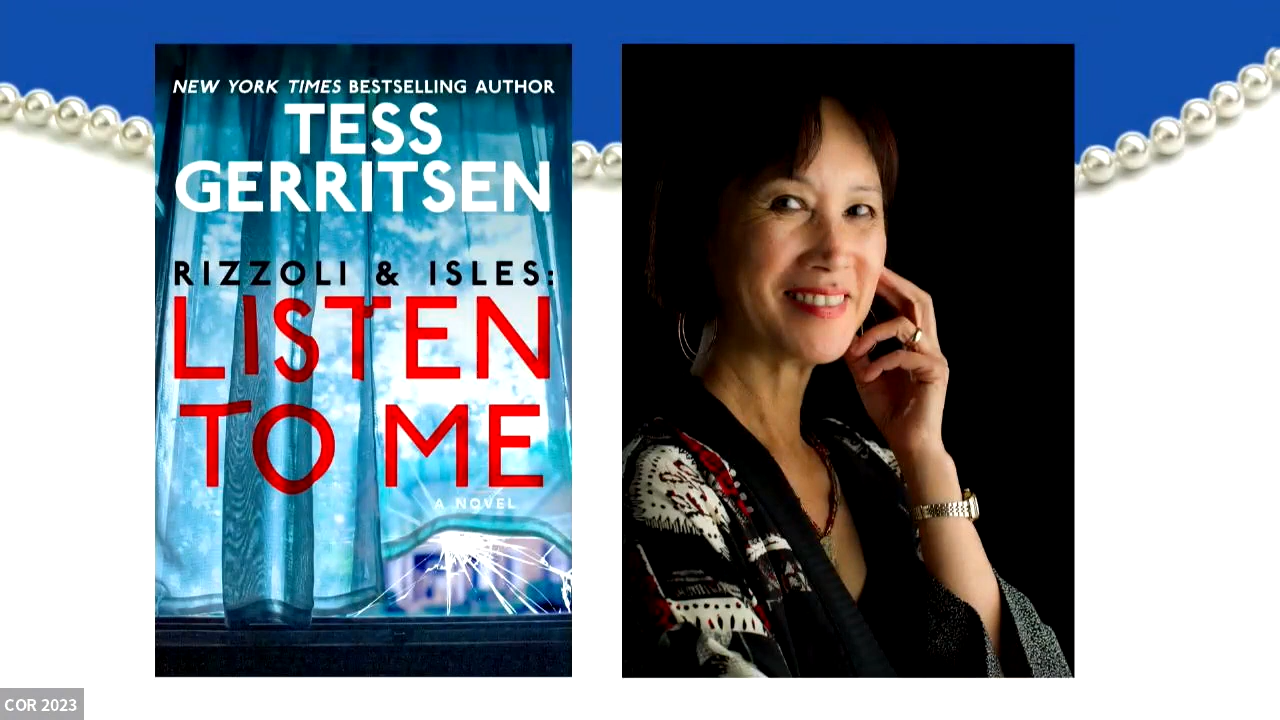 NEW YORK TIMES BESTSELLING AUTHOR
TESS
GERRITSEN
RIZZOLI & ISLES:
LISTEN
TO ME
A NOVEL
COR 2023